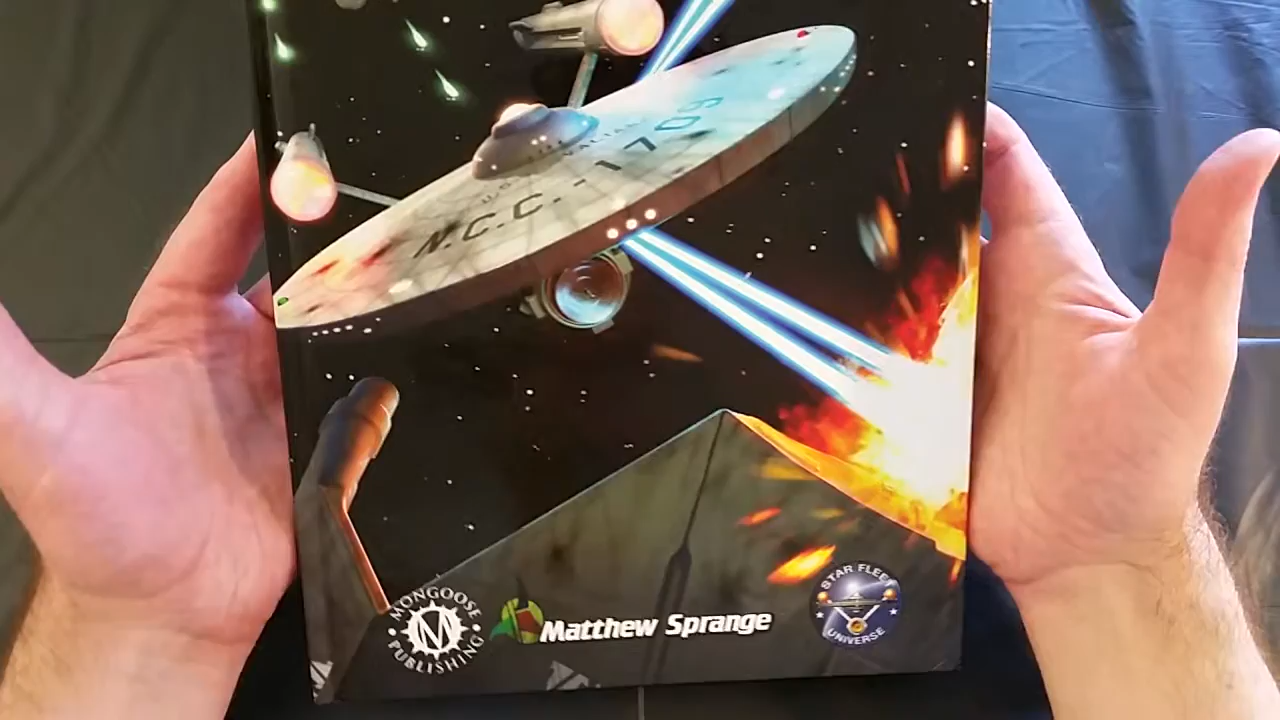 U.S.S. VALIANT
N.C.C.-1709
MONGOOSE
PUBLISHING
M
Matthew Sprange
STAR FLEET
UNIVERSE